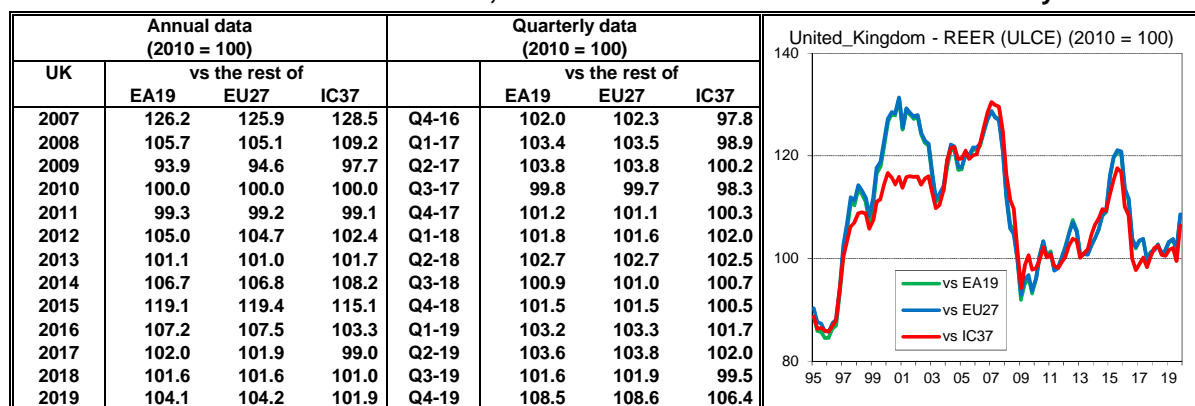 Annual data Quarterly data
(2010 = 100) (2010 = 100)
UK vs the rest of vs the rest of
EA19 EU27 IC37 EA19 EU27 IC37
2007 126.2 125.9 128.5 Q4-16 102.0 102.3 97.8
2008 105.7 105.1 109.2 Q1-17 103.4 103.5 98.9
2009 93.9 94.6 97.7 Q2-17 103.8 103.8 100.2
2010 100.0 100.0 100.0 Q3-17 99.8 99.7 98.3
2011 99.3 99.2 99.1 Q4-17 101.2 101.1 100.3
2012 105.0 104.7 102.4 Q1-18 101.8 101.6 102.0
2013 101.1 101.0 101.7 Q2-18 102.7 102.7 102.5
2014 106.7 106.8 108.2 Q3-18 100.9 101.0 100.7
2015 119.1 119.4 115.1 Q4-18 101.5 101.5 100.5
2016 107.2 107.5 103.3 Q1-19 103.2 103.3 101.7
2017 102.0 101.9 99.0 Q2-19 103.6 103.8 102.0
2018 101.6 101.6 101.0 Q3-19 101.6 101.9 99.5
2019 104.1 104.2 101.9 Q4-19 108.5 108.6 106.4
United_Kingdom - REER (ULCE) (2010 = 100)
140
120
100
80
vs EA19
vs EU27
vs IC37
95 97 99 01 03 05 07 09 11 13 15 17 19